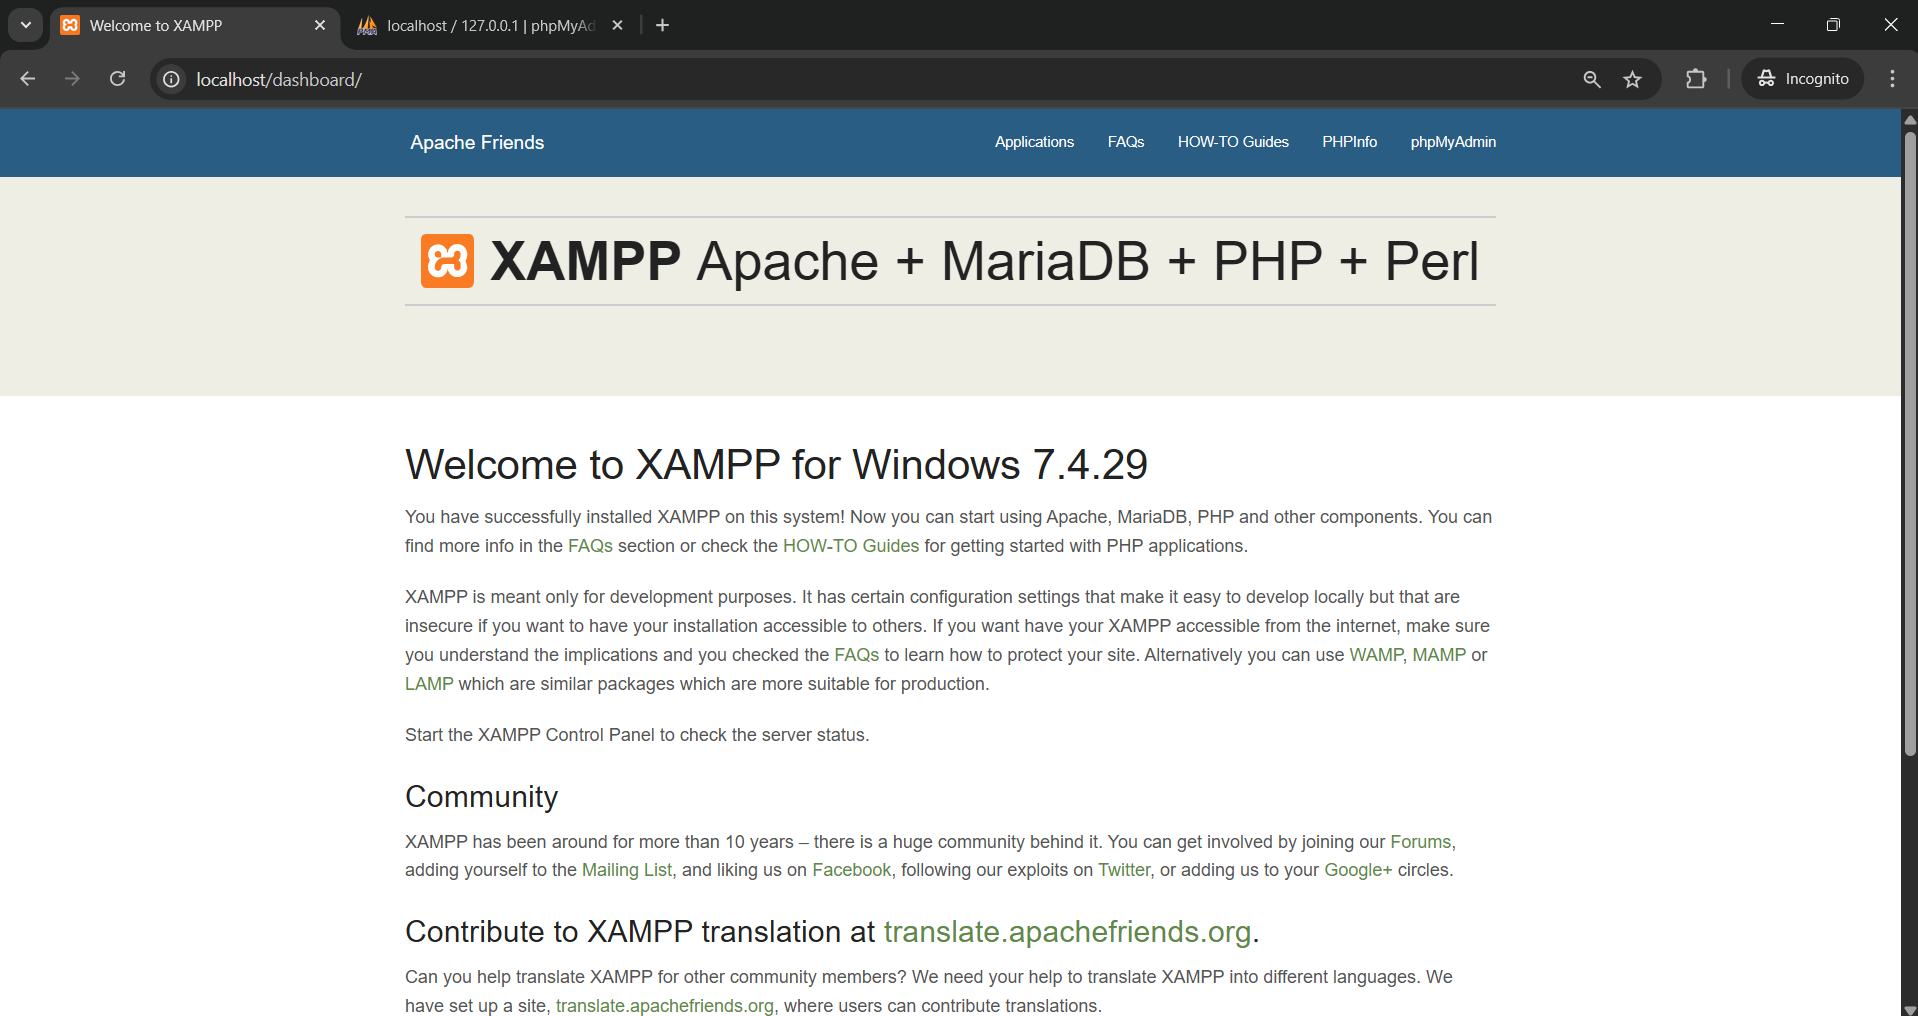 Welcome to XAMPP
localhost / 127.0.0.1 | phpMyAd
localhost/dashboard/
Incognito
Apache Friends
Applications
FAQs
HOW-TO Guides
PHPInfo
phpMyAdmin
XAMPP Apache + MariaDB + PHP + Perl
Welcome to XAMPP for Windows 7.4.29
You have successfully installed XAMPP on this system! Now you can start using Apache, MariaDB, PHP and other components. You can
find more info in the FAQs section or check the HOW-TO Guides for getting started with PHP applications.
XAMPP is meant only for development purposes. It has certain configuration settings that make it easy to develop locally but that are
insecure if you want to have your installation accessible to others. If you want have your XAMPP accessible from the internet, make sure
you understand the implications and you checked the FAQs to learn how to protect your site. Alternatively you can use WAMP, MAMP or
LAMP which are similar packages which are more suitable for production.
Start the XAMPP Control Panel to check the server status.
Community
XAMPP has been around for more than 10 years – there is a huge community behind it. You can get involved by joining our Forums,
adding yourself to the Mailing List, and liking us on Facebook, following our exploits on Twitter, or adding us to your Google+ circles.
Contribute to XAMPP translation at translate.apachefriends.org.
Can you help translate XAMPP for other community members? We need your help to translate XAMPP into different languages. We
have set up a site, translate.apachefriends.org, where users can contribute translations.